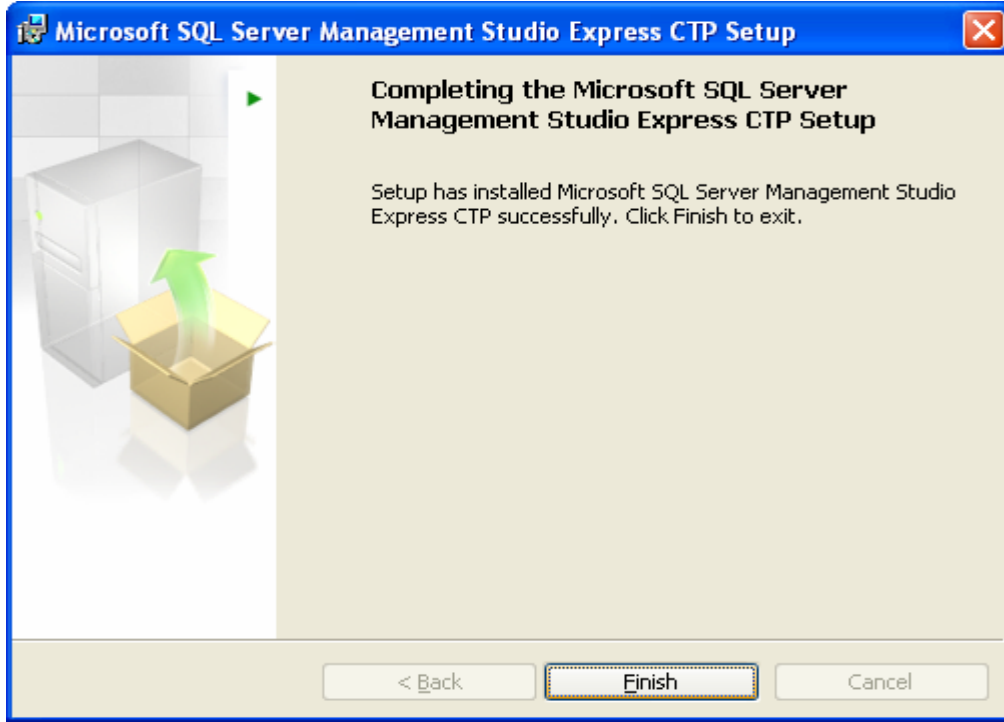 Microsoft SQL Server Management Studio Express CTP Setup
Completing the Microsoft SQL Server
Management Studio Express CTP Setup
Setup has installed Microsoft SQL Server Management Studio
Express CTP successfully. Click Finish to exit.
< Back
Finish
Cancel